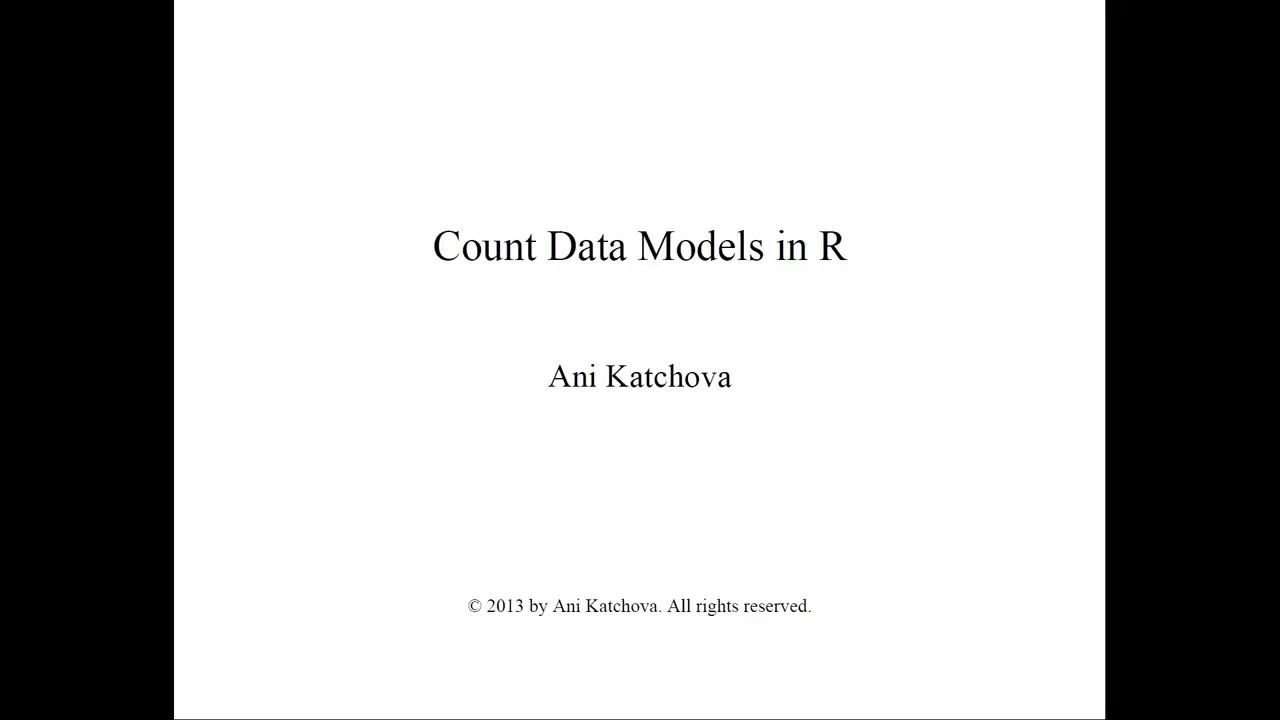 Count Data Models in R
Ani Katchova
© 2013 by Ani Katchova. All rights reserved.